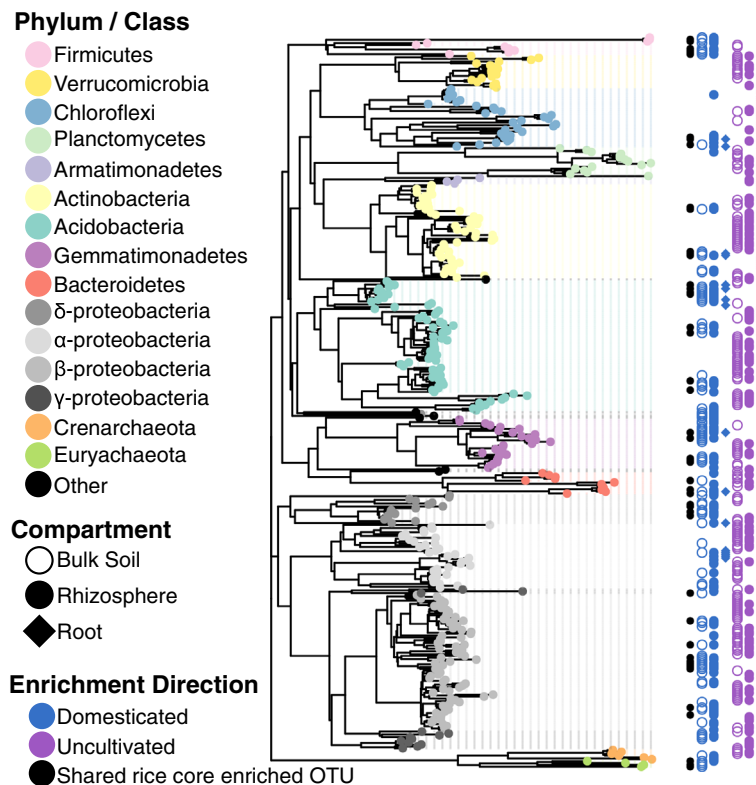 Phylum / Class
Firmicutes
Verrucomicrobia
Chloroflexi
Planctomycetes
Armatimonadetes
Actinobacteria
Acidobacteria
Gemmatimonadetes
Bacteroidetes
δ-proteobacteria
α-proteobacteria
β-proteobacteria
γ-proteobacteria
Crenarchaeota
Euryachaeota
Other
Compartment
Bulk Soil
Rhizosphere
Root
Enrichment Direction
Domesticated
Uncultivated
Shared rice core enriched OTU